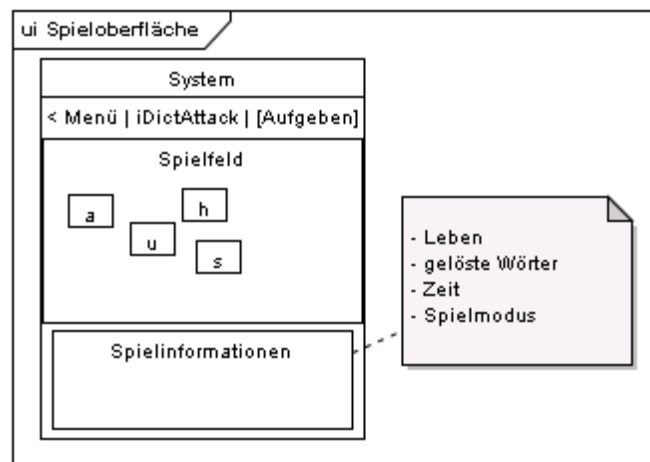 ui Spieloberfläche
System
< Menü | iDictAttack | [Aufgeben]
Spielfeld
a
h
u
s
- Leben
- gelöste Wörter
- Zeit
- Spielmodus
Spielinformationen